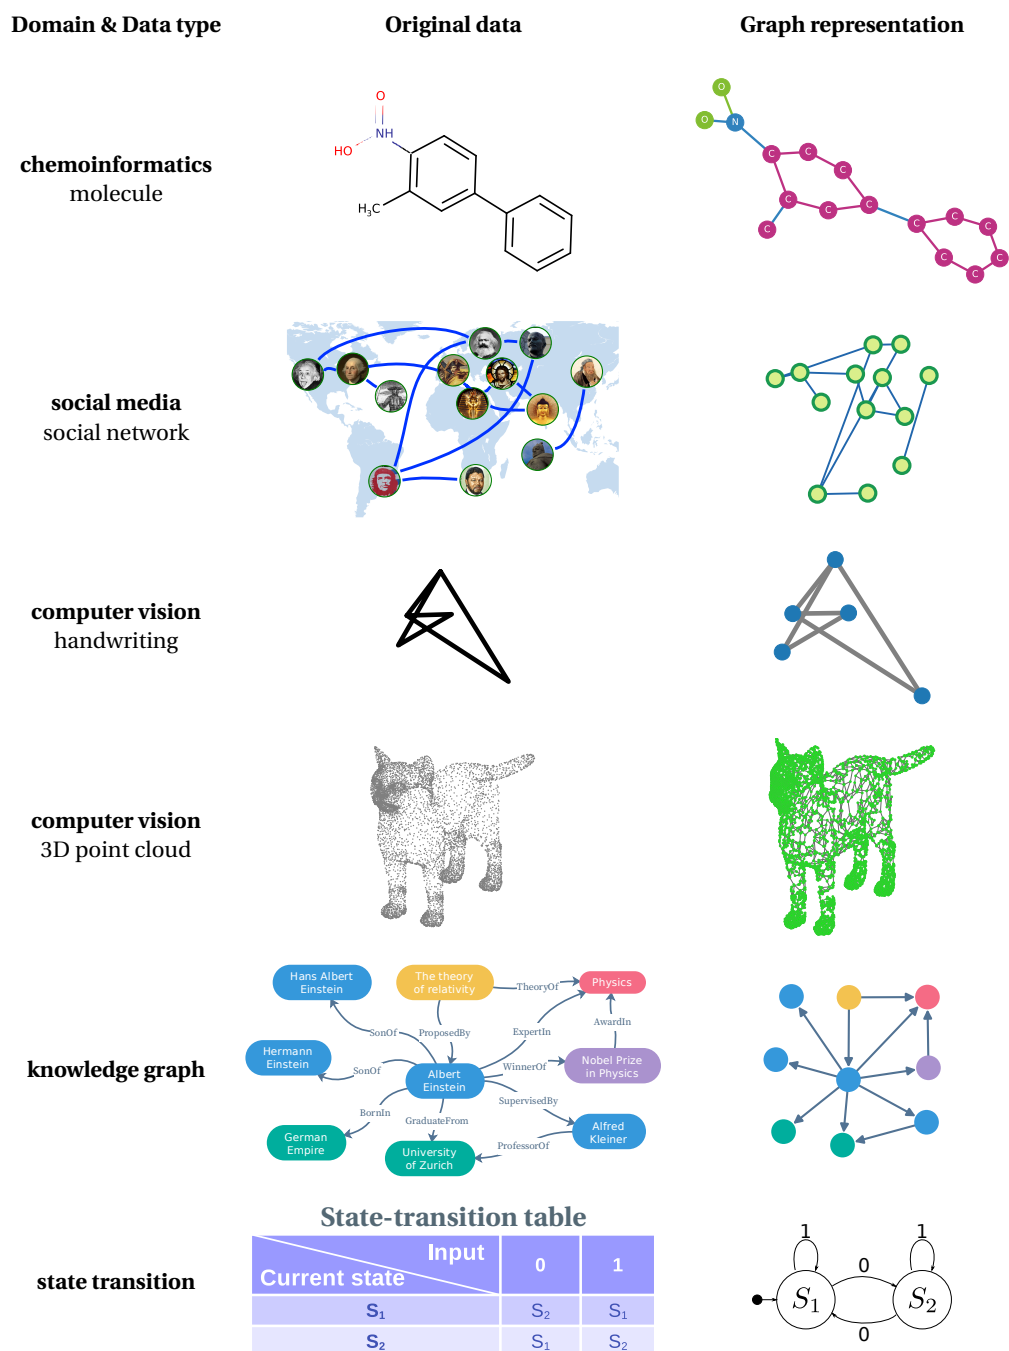 Domain & Data type
Original data
Graph representation
chemoinformatics
molecule
O
NH
HO
H₃C
O
O
N
C
C
C
C
C
C
C
C
C
C
C
C
C
social media
social network
computer vision
handwriting
computer vision
3D point cloud
knowledge graph
Hans Albert
Einstein
The theory
of relativity
TheoryOf
Physics
SonOf
ProposedBy
ExpertIn
AwardIn
Hermann
Einstein
SonOf
Albert
Einstein
WinnerOf
Nobel Prize
in Physics
BornIn
GraduateFrom
SupervisedBy
German
Empire
University
of Zurich
ProfessorOf
Alfred
Kleiner
state transition
State-transition table
Input
Current state
0
1
S₁
S₂
S₁
S₂
S₁
S₂
1
1
0
S₁
S₂
0